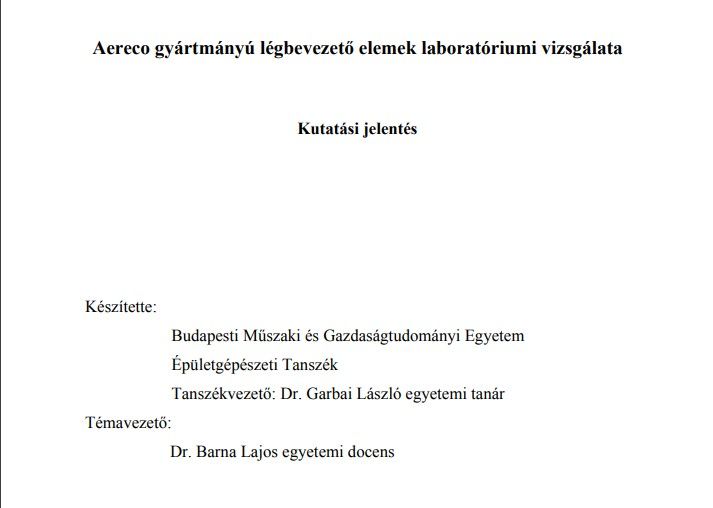 Aereco gyártmányú légbevezető elemek laboratóriumi vizsgálata
Kutatási jelentés
Készítette:
Budapesti Műszaki és Gazdaságtudományi Egyetem
Épületgépészeti Tanszék
Tanszékvezető: Dr. Garbai László egyetemi tanár
Témavezető:
Dr. Barna Lajos egyetemi docens